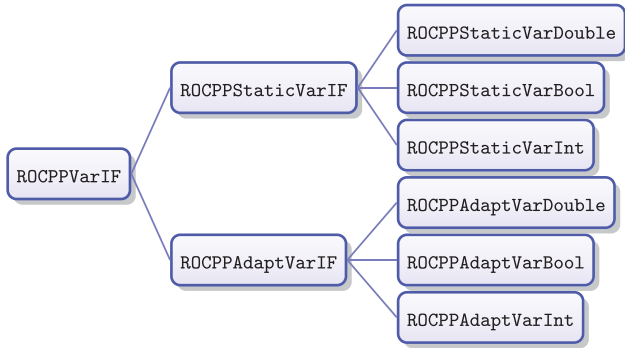 ROCPPStaticVarDouble
ROCPPStaticVarIF
ROCPPStaticVarBool
ROCPPStaticVarInt
ROCPPVarIF
ROCPPAdaptVarDouble
ROCPPAdaptVarIF
ROCPPAdaptVarBool
ROCPPAdaptVarInt